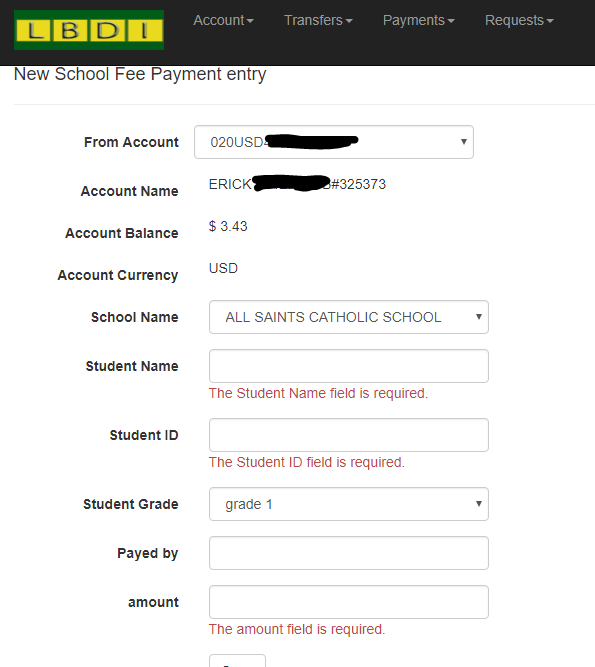 LBDI Account Transfers Payments Requests
New School Fee Payment entry
From Account 020USD
Account Name ERICK #325373
Account Balance $ 3.43
Account Currency USD
School Name ALL SAINTS CATHOLIC SCHOOL
Student Name
The Student Name field is required.
Student ID
The Student ID field is required.
Student Grade grade 1
Payed by
amount
The amount field is required.